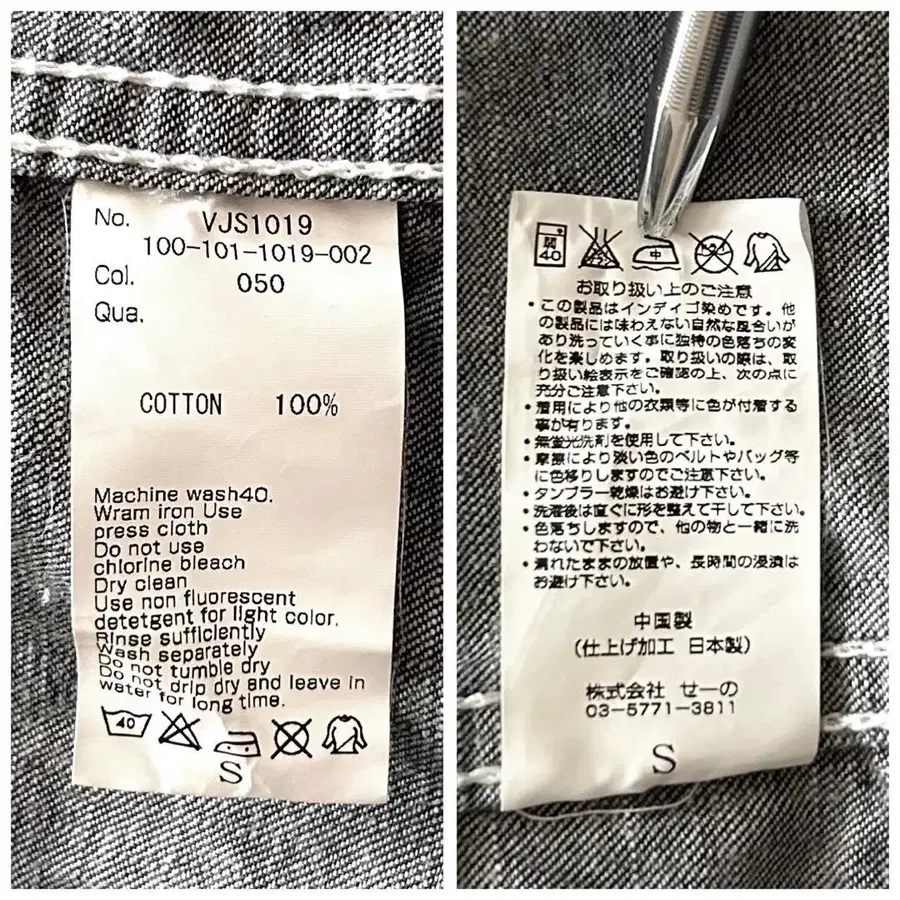 No. VJS1019
100-101-1019-002
Col. 050
Qua.
COTTON 100%
Machine wash40.
Wram iron Use
press cloth
Do not use
chlorine bleach
Dry clean
Use non fluorescent
detetgent for light color.
Rinse sufficiently
Wash separately
Do not tumble dry
Do not drip dry and leave in
water for long time.
40
S
弱
40
中
お取り扱い上のご注意
・この製品はインディゴ染めです。他
の製品には味わえない自然な風合いが
あり洗っていく事に独特の色落ちの変
化を楽しめます。取り扱いの際は、取
り扱い絵表示をご確認の上、次の点に
充分ご注意下さい。
・着用により他の衣類等に色が付着する
事が有ります。
・無蛍光洗剤を使用して下さい。
・摩擦により淡い色のベルトやバッグ等
に色移りしますのでご注意下さい。
・タンブラー乾燥はお避け下さい。
・洗濯後は直ぐに形を整えて干して下さい。
・色落ちしますので、他の物と一緒に洗
わないで下さい。
・濡れたままの放置や、長時間の浸漬は
お避け下さい。
中国製
(仕上げ加工 日本製)
株式会社 せーの
03-5771-3811
S